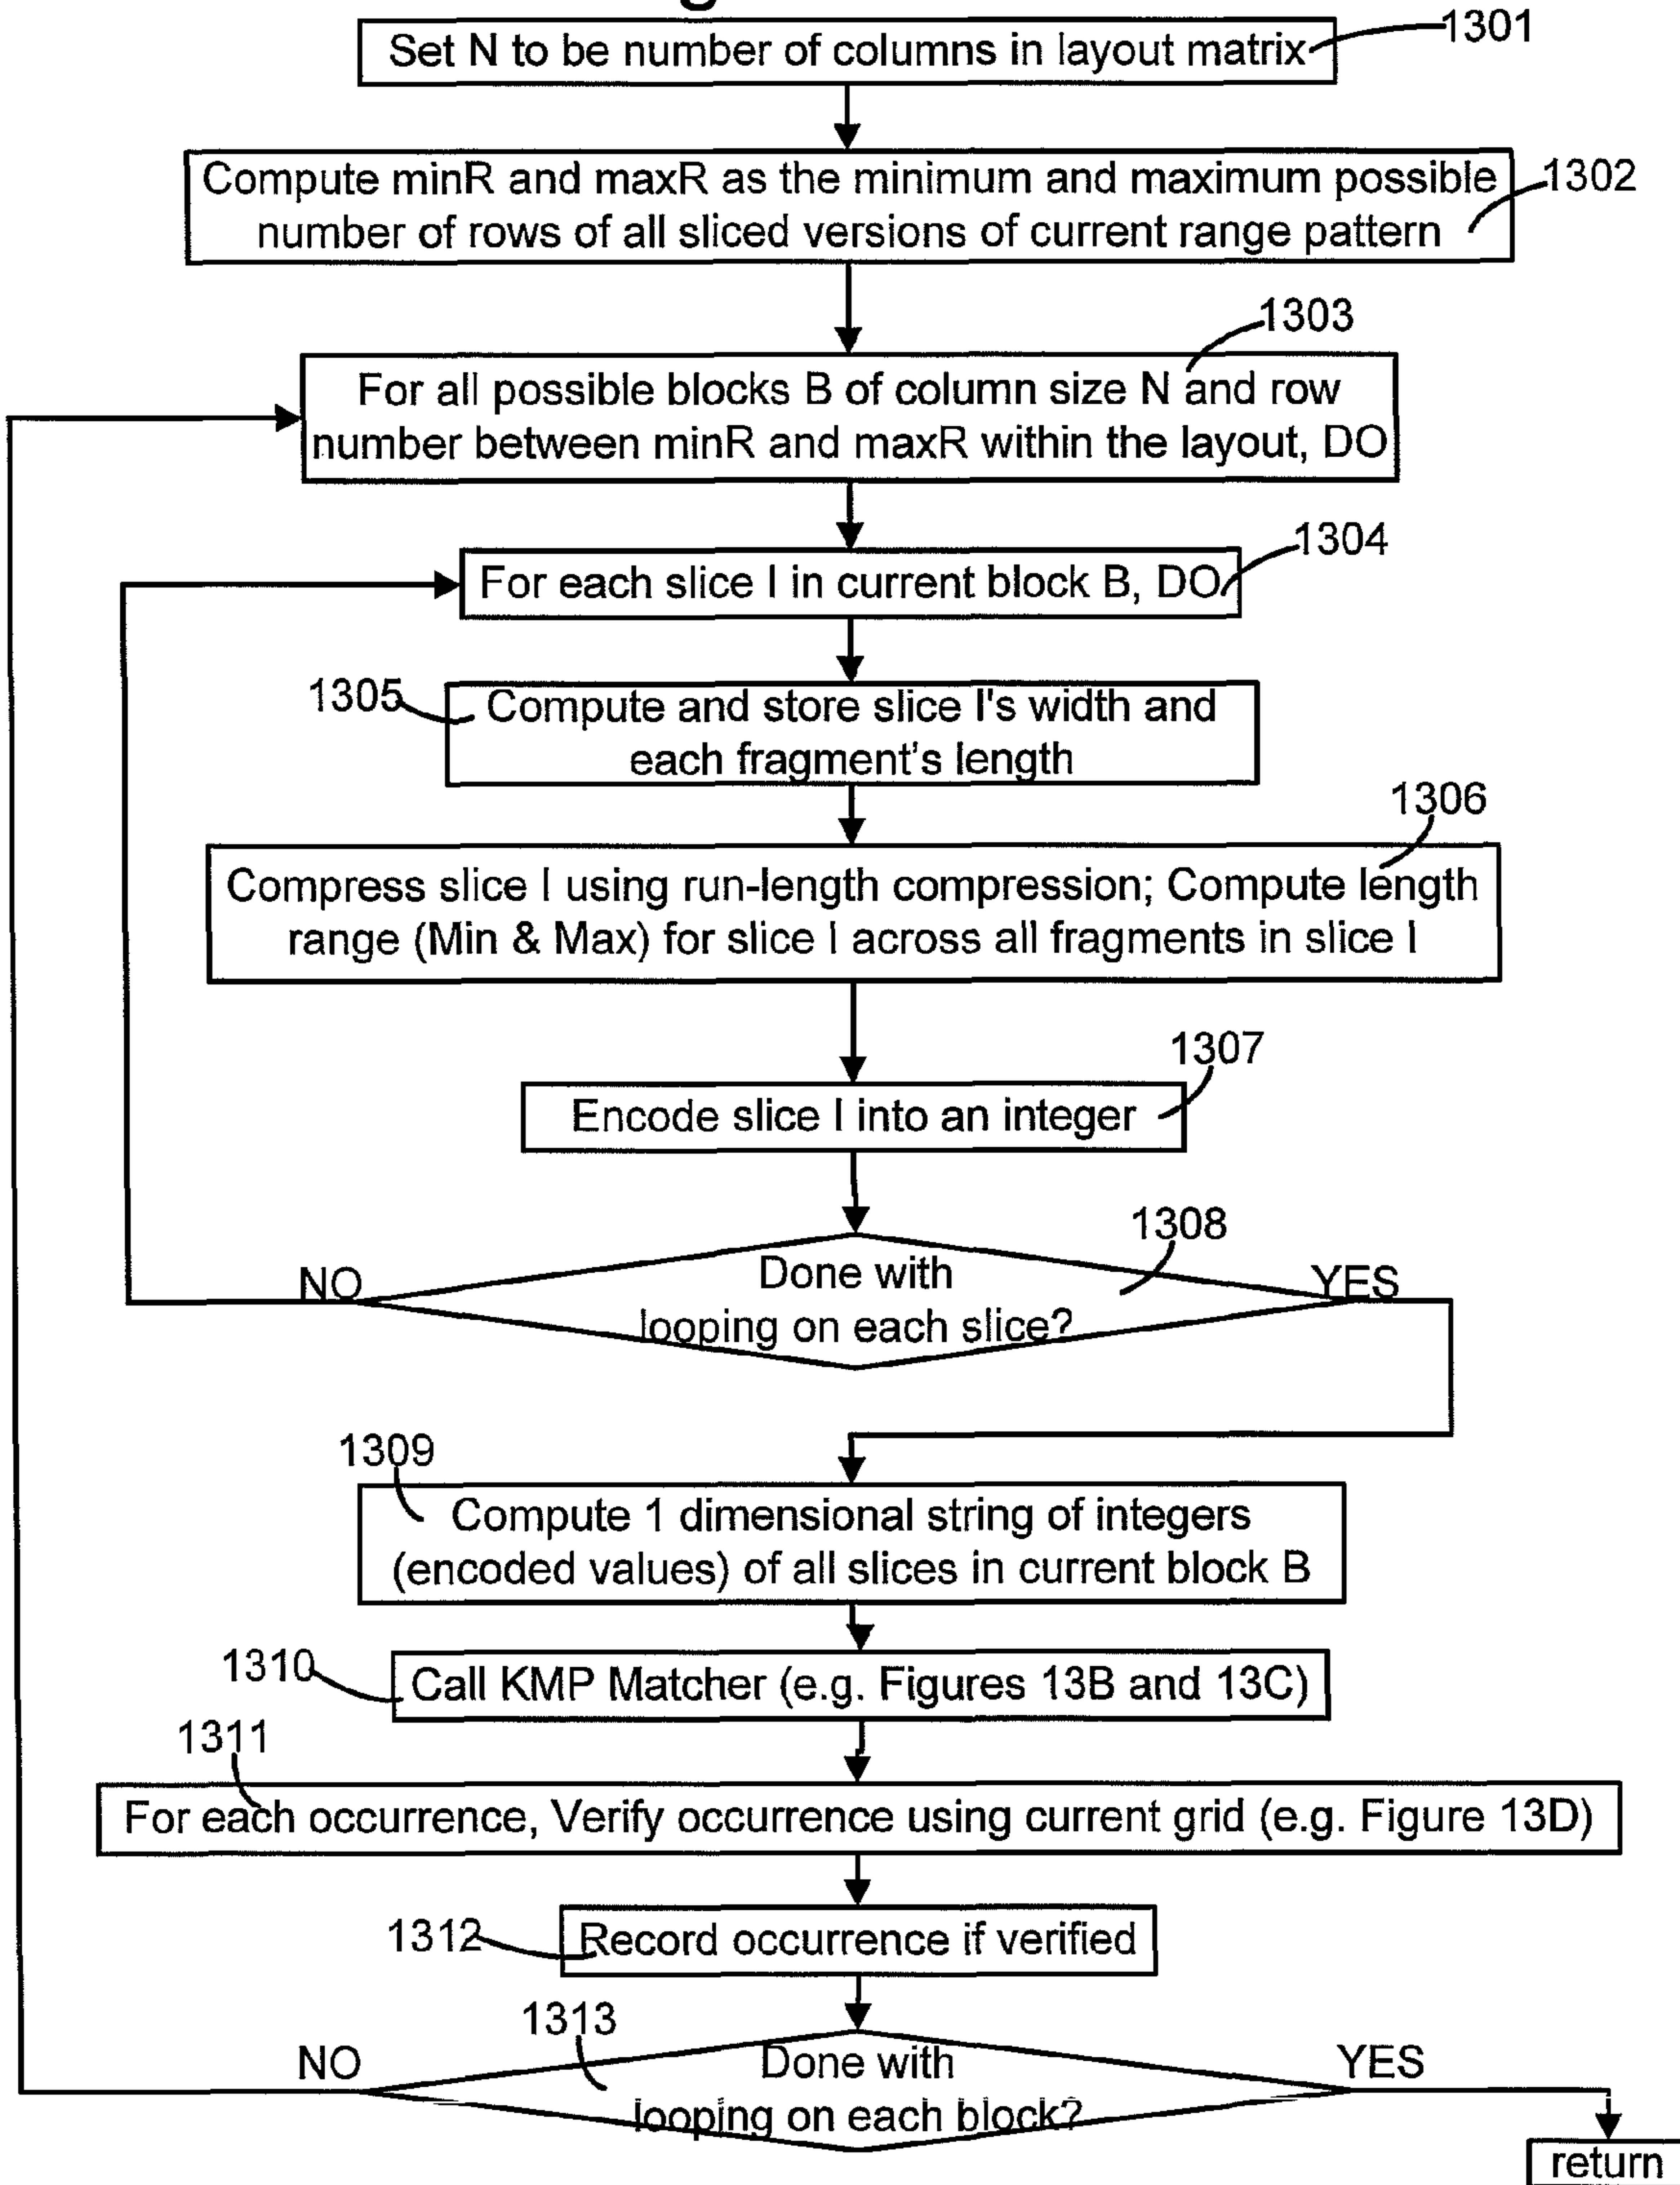 1301
Set N to be number of columns in layout matrix
Compute minR and maxR as the minimum and maximum possible
1302
number of rows of all sliced versions of current range pattern
1303
For all possible blocks B of column size N and row
number between minR and maxR within the layout, DO
1304
For each slice I in current block B, DO
1305
Compute and store slice I's width and
each fragment's length
1306
Compress slice I using run-length compression; Compute length
range (Min & Max) for slice I across all fragments in slice I
1307
Encode slice I into an integer
1308
NO
Done with
YES
looping on each slice?
1309
Compute 1 dimensional string of integers
(encoded values) of all slices in current block B
1310
Call KMP Matcher (e.g. Figures 13B and 13C)
1311
For each occurrence, Verify occurrence using current grid (e.g. Figure 13D)
1312
Record occurrence if verified
1313
NO
Done with
YES
looping on each block?
return